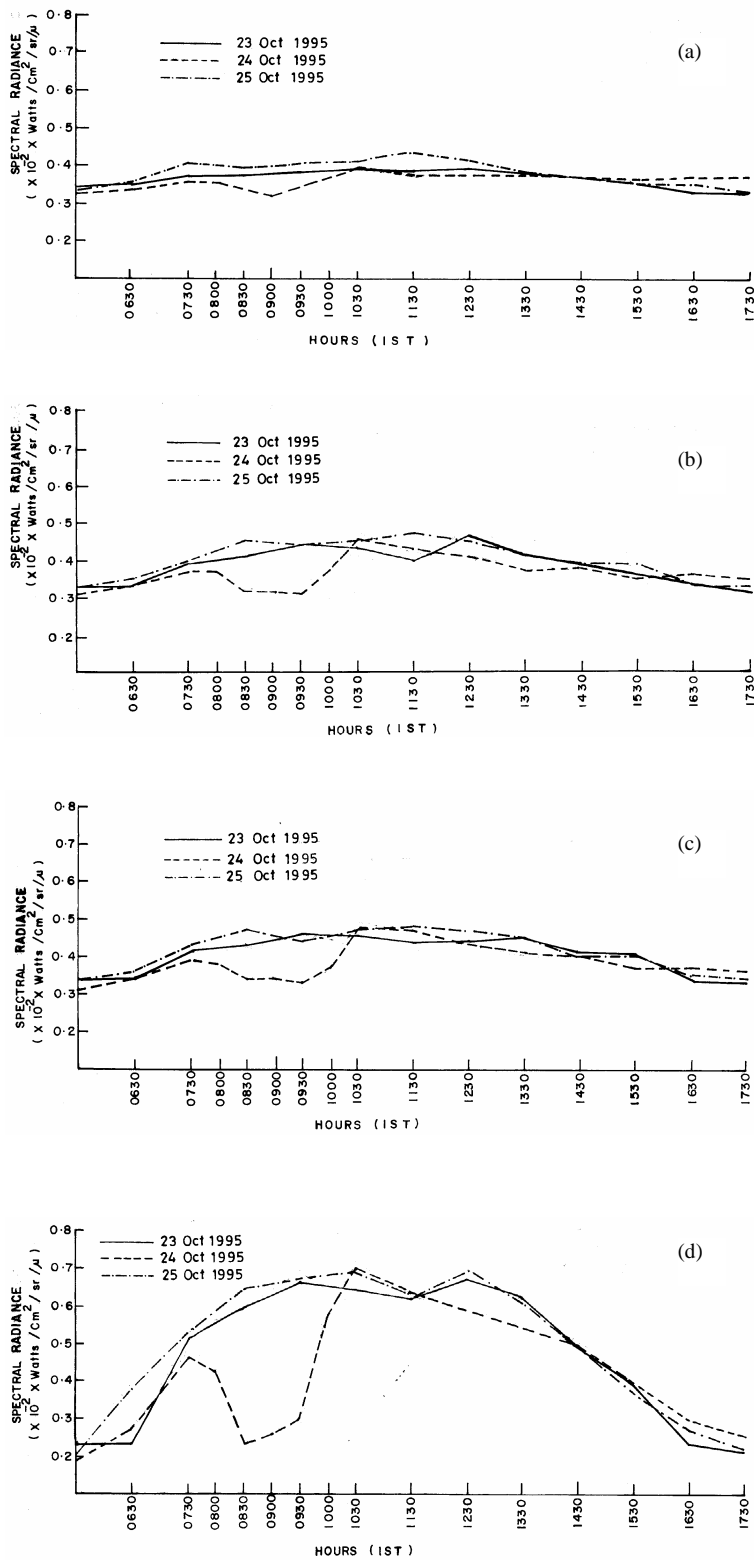 0.8
0.7
0.6
0.5
0.4
0.3
0.2
SPECTRAL RADIANCE
( X 10^-2 X Watts /Cm^2/ sr/μ)
23 Oct 1995
24 Oct 1995
25 Oct 1995
(a)
0630 0730 0800 0830 0900 0930 1000 1030 1130 1230 1330 1430 1530 1630 1730
HOURS (IST)
0.8
0.7
0.6
0.5
0.4
0.3
0.2
SPECTRAL RADIANCE
(X10^-2 X Watts/Cm^2/sr/μ)
23 Oct 1995
24 Oct 1995
25 Oct 1995
(b)
0630 0730 0800 0830 0900 0930 1000 1030 1130 1230 1330 1430 1530 1630 1730
HOURS (IST)
0.8
0.7
0.6
0.5
0.4
0.3
0.2
SPECTRAL RADIANCE
( X 10^-2 X Watts /Cm^2/sr/μ)
23 Oct 1995
24 Oct 1995
25 Oct 1995
(c)
0630 0730 0800 0830 0900 0930 1000 1030 1130 1230 1330 1430 1530 1630 1730
HOURS (IST)
0.8
0.7
0.6
0.5
0.4
0.3
0.2
SPECTRAL RADIANCE
( X 10^-2 X Watts /Cm^2/sr/μ)
23 Oct 1995
24 Oct 1995
25 Oct 1995
(d)
0630 0730 0800 0830 0900 0930 1000 1030 1130 1230 1330 1430 1530 1630 1730
HOURS (IST)